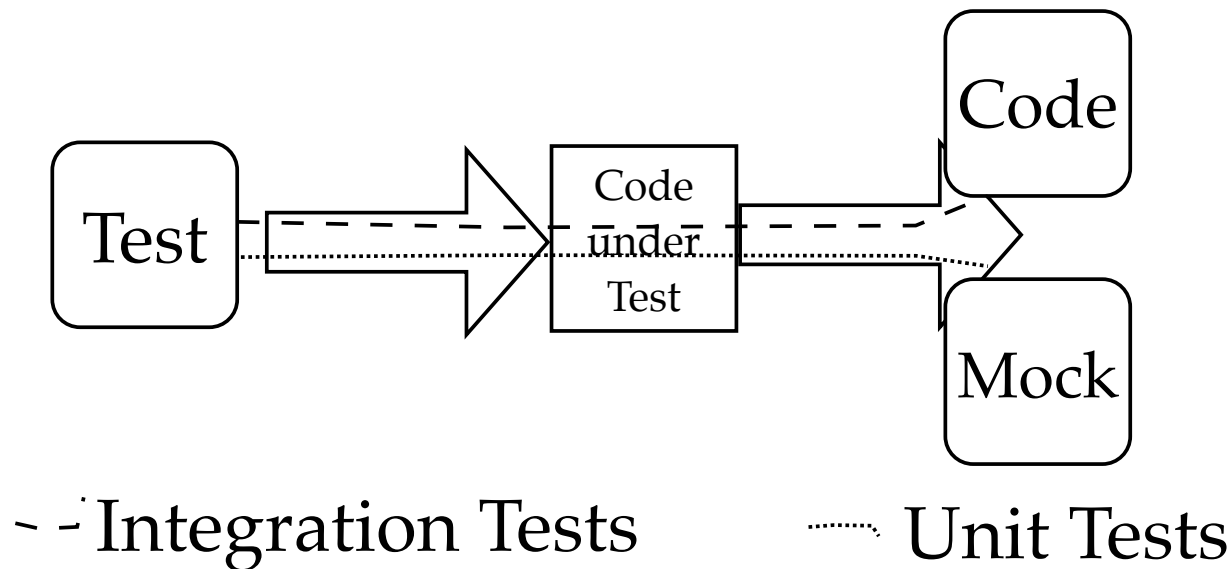 Test
Code
under
Test
Code
Mock
Integration Tests
Unit Tests